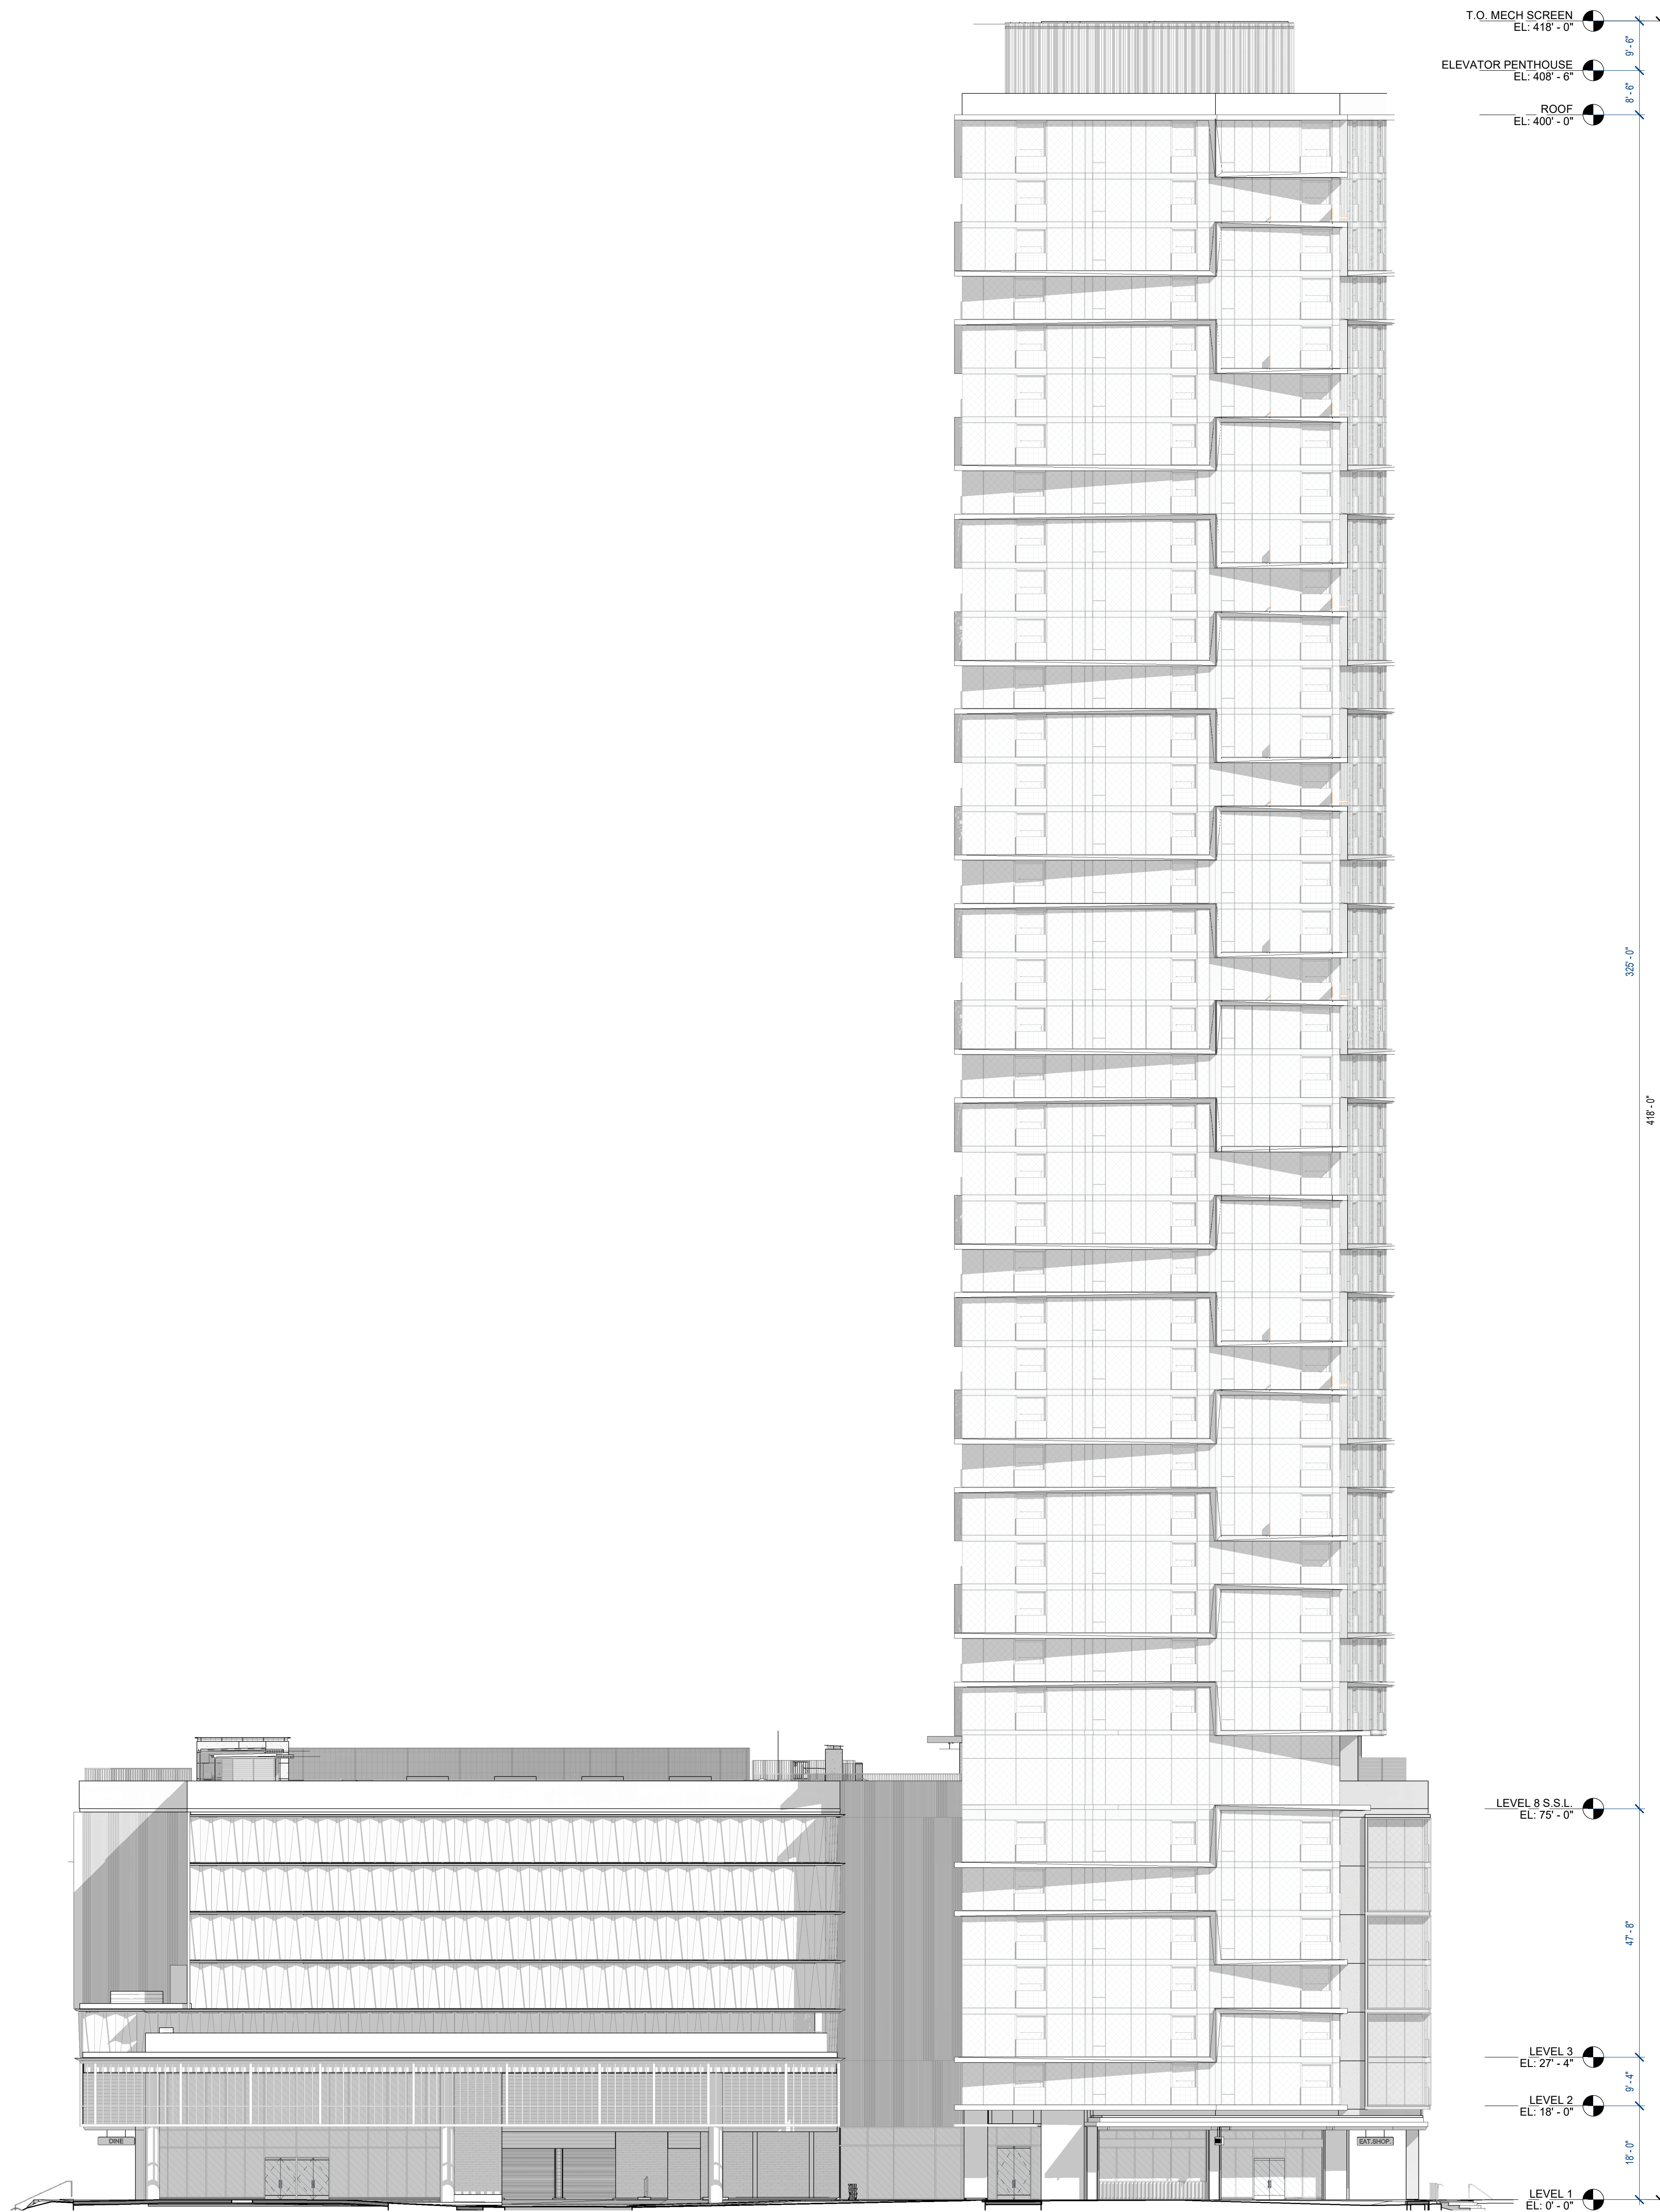 T.O. MECH SCREEN
EL: 418' - 0"
9' - 6"
ELEVATOR PENTHOUSE
EL: 408' - 6"
8' - 6"
ROOF
EL: 400' - 0"
325' - 0"
418' - 0"
LEVEL 8 S.S.L.
EL: 75' - 0"
47' - 8"
LEVEL 3
EL: 27' - 4"
9' - 4"
LEVEL 2
EL: 18' - 0"
DINE
EAT.SHOP.
18' - 0"
LEVEL 1
EL: 0' - 0"